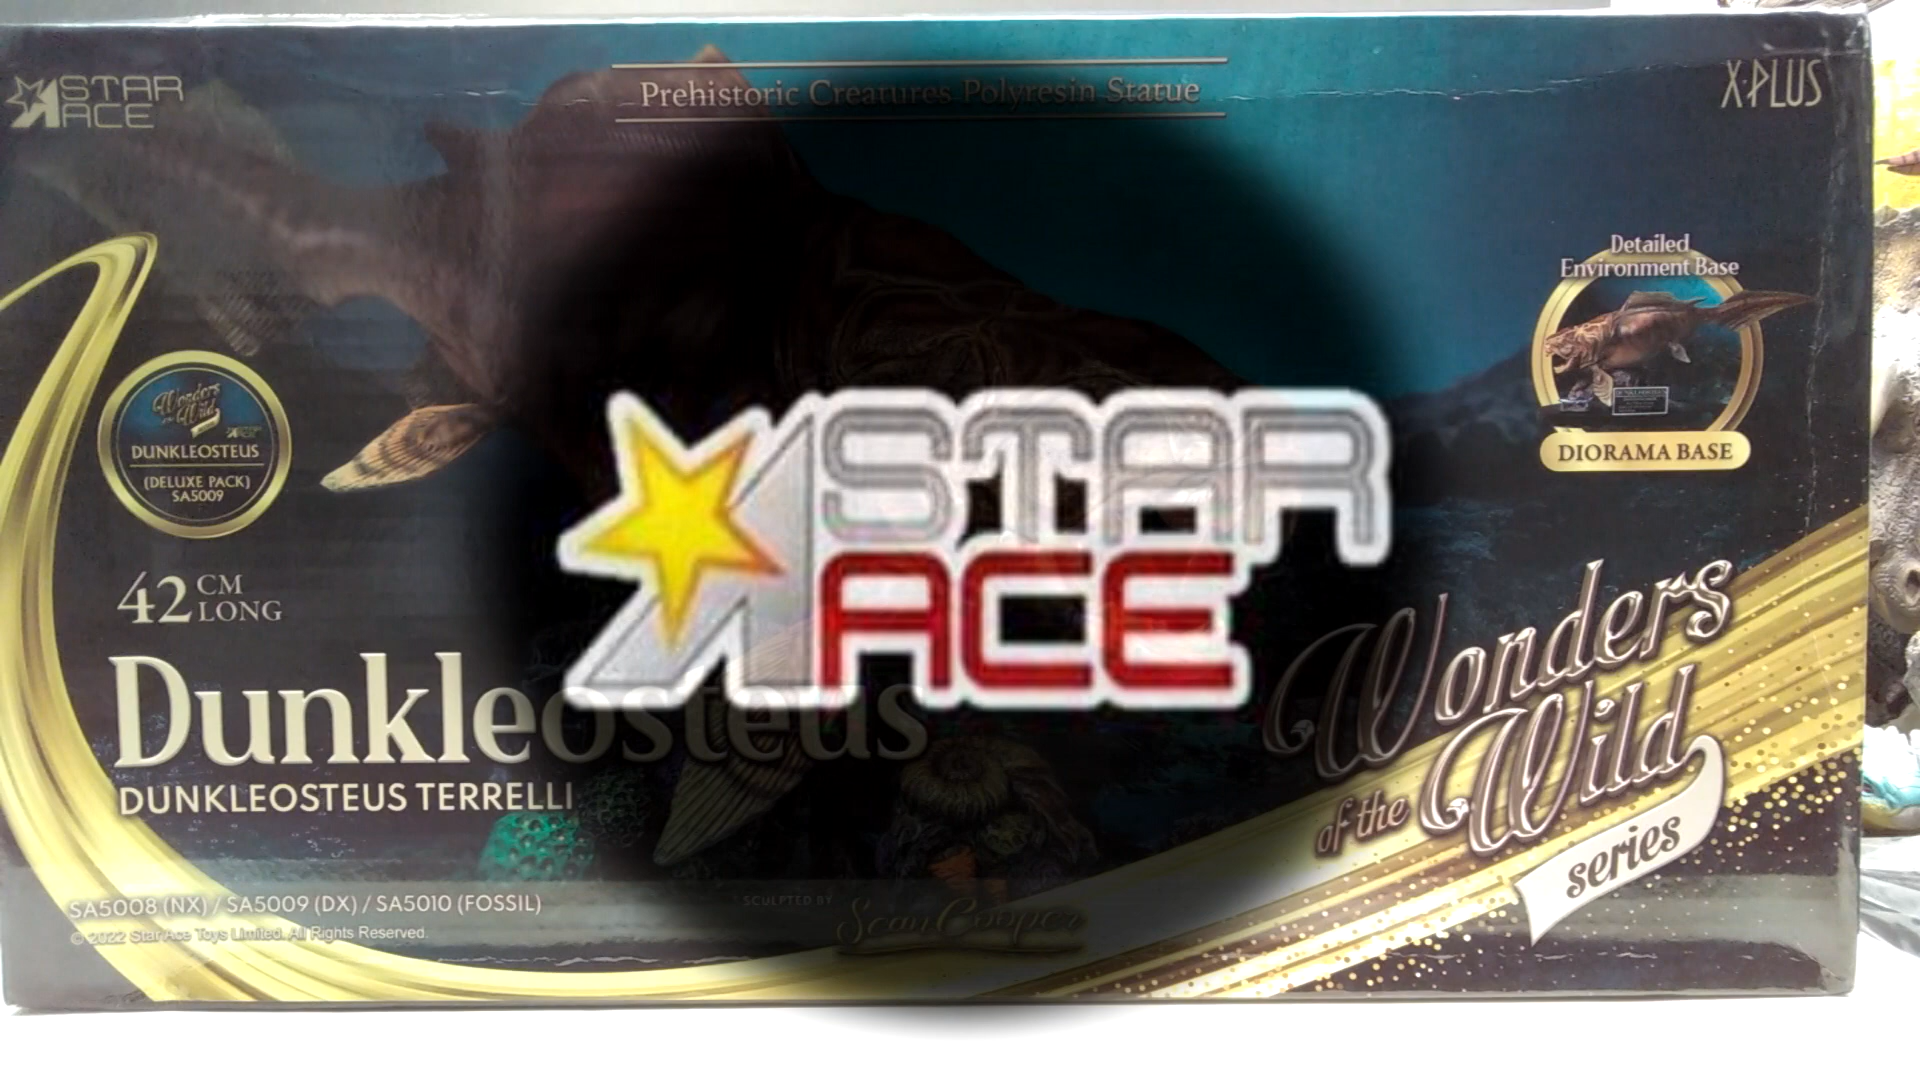 STAR
ACE
Prehistoric Creatures Polyresin Statue
X-PLUS
Detailed
Environment Base
DIORAMA BASE
Wonders
of the Wild
DUNKLEOSTEUS
(DELUXE PACK)
SA5009
STAR
ACE
42 CM
LONG
Dunkleosteus
DUNKLEOSTEUS TERRELLI
Wonders
of the Wild
series
SA5008 (NX) / SA5009 (DX) / SA5010 (FOSSIL)
© 2022 Star Ace Toys Limited. All Rights Reserved.
SCULPTED BY
Sean Cooper